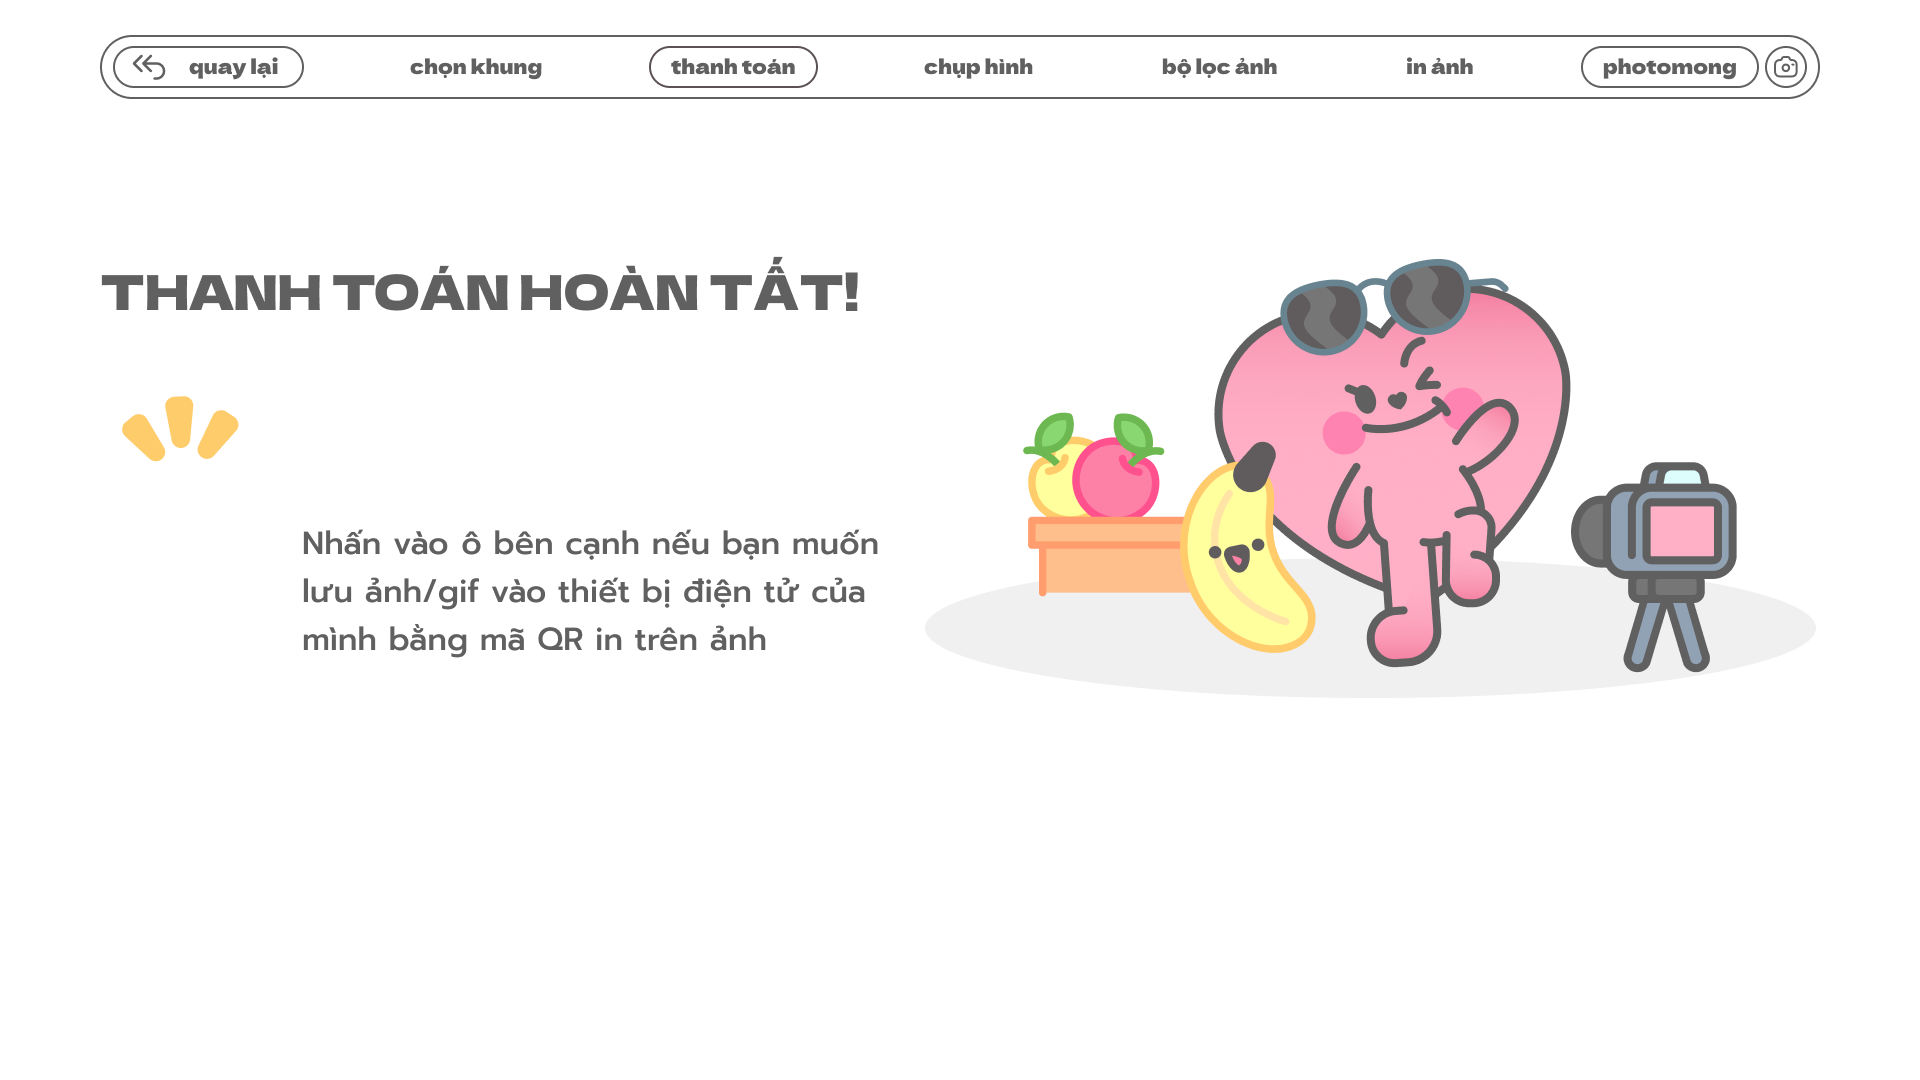 quay lại
chọn khung
thanh toán
chụp hình
bộ lọc ảnh
in ảnh
photomong
THANH TOÁN HOÀN TẤT!
Nhấn vào ô bên cạnh nếu bạn muốn
lưu ảnh/gif vào thiết bị điện tử của
mình bằng mã QR in trên ảnh